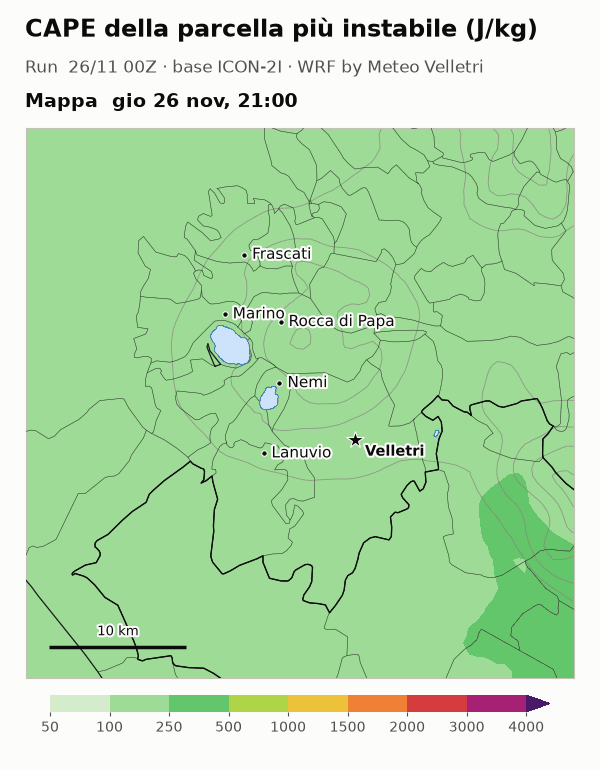 CAPE della parcella più instabile (J/kg)
Run  26/11 00Z · base ICON-2I · WRF by Meteo Velletri
Mappa  gio 26 nov, 21:00
Frascati
Marino
Rocca di Papa
Nemi
Velletri
Lanuvio
10 km
50 100 250 500 1000 1500 2000 3000 4000